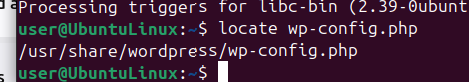 Processing triggers for libc-bin (2.39-0ubunt
user@UbuntuLinux:~$ locate wp-config.php
/usr/share/wordpress/wp-config.php
user@UbuntuLinux:~$